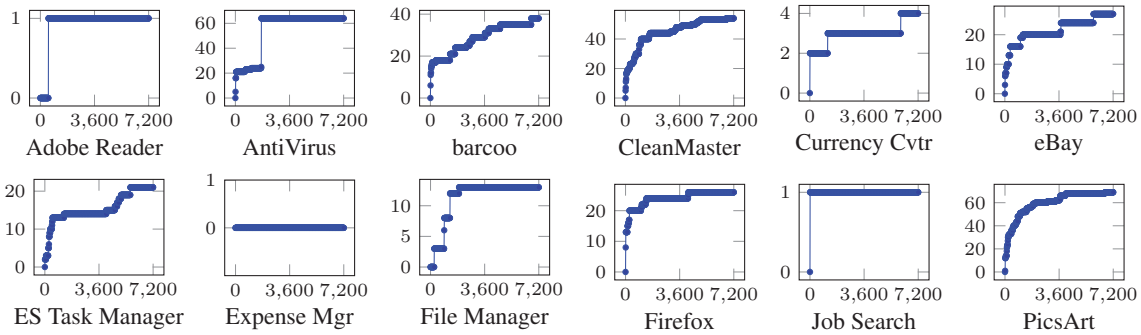 1
0
0 3,600 7,200
Adobe Reader
60
40
20
0
0 3,600 7,200
AntiVirus
40
20
0
0 3,600 7,200
barcoo
40
20
0
0 3,600 7,200
CleanMaster
4
2
0
0 3,600 7,200
Currency Cvtr
20
10
0
0 3,600 7,200
eBay
20
10
0
0 3,600 7,200
ES Task Manager
1
0
0 3,600 7,200
Expense Mgr
10
5
0
0 3,600 7,200
File Manager
20
10
0
0 3,600 7,200
Firefox
1
0
0 3,600 7,200
Job Search
60
40
20
0
0 3,600 7,200
PicsArt